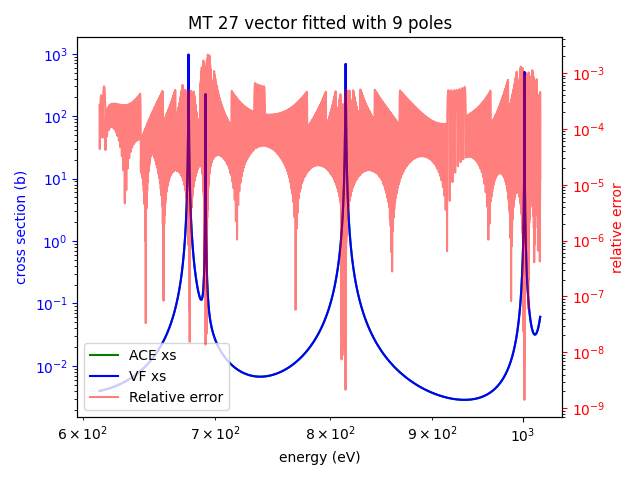 MT 27 vector fitted with 9 poles
10³
10²
10¹
10⁰
10⁻¹
10⁻²
cross section (b)
10⁻³
10⁻⁴
10⁻⁵
10⁻⁶
10⁻⁷
10⁻⁸
10⁻⁹
relative error
ACE xs
VF xs
Relative error
6 × 10² 7 × 10² 8 × 10² 9 × 10² 10³
energy (eV)